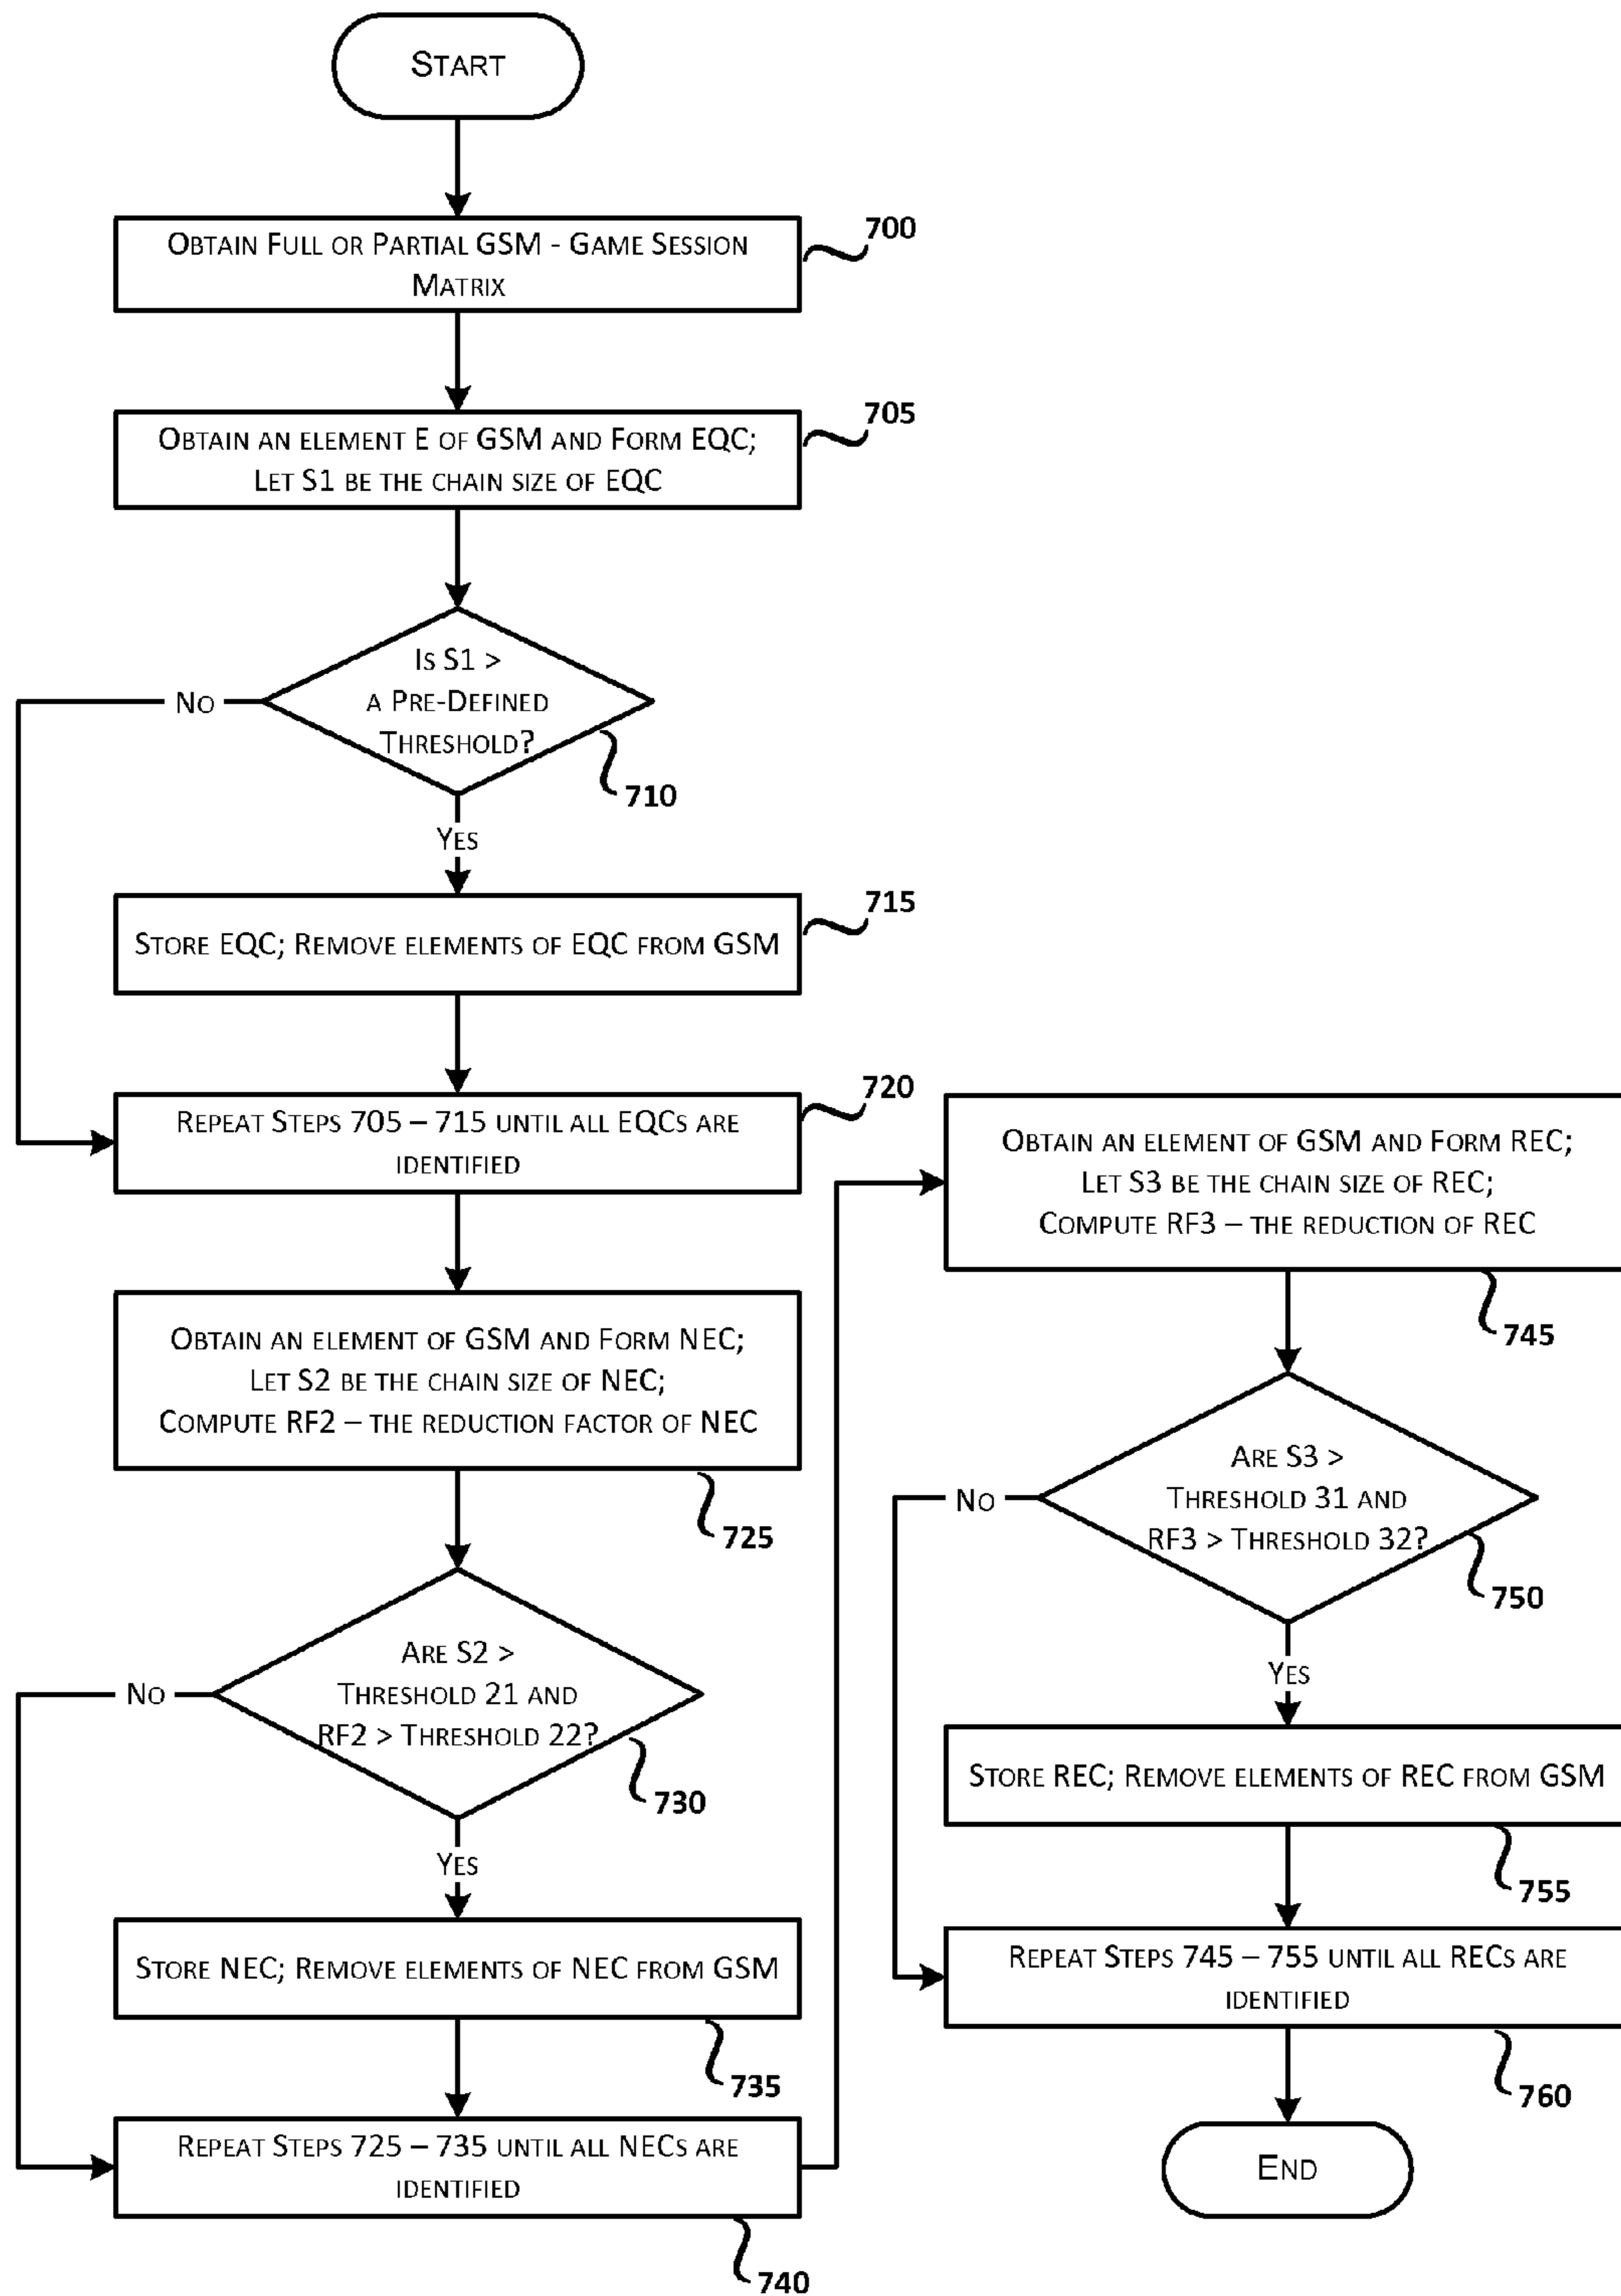 START
OBTAIN FULL OR PARTIAL GSM - GAME SESSION
MATRIX
700
OBTAIN AN ELEMENT E OF GSM AND FORM EQC;
LET S1 BE THE CHAIN SIZE OF EQC
705
IS S1 >
A PRE-DEFINED
THRESHOLD?
NO
710
YES
STORE EQC; REMOVE ELEMENTS OF EQC FROM GSM
715
REPEAT STEPS 705 – 715 UNTIL ALL EQCS ARE
IDENTIFIED
720
OBTAIN AN ELEMENT OF GSM AND FORM NEC;
LET S2 BE THE CHAIN SIZE OF NEC;
COMPUTE RF2 – THE REDUCTION FACTOR OF NEC
725
ARE S2 >
THRESHOLD 21 AND
RF2 > THRESHOLD 22?
NO
730
YES
STORE NEC; REMOVE ELEMENTS OF NEC FROM GSM
735
REPEAT STEPS 725 – 735 UNTIL ALL NECS ARE
IDENTIFIED
740
OBTAIN AN ELEMENT OF GSM AND FORM REC;
LET S3 BE THE CHAIN SIZE OF REC;
COMPUTE RF3 – THE REDUCTION OF REC
745
ARE S3 >
THRESHOLD 31 AND
RF3 > THRESHOLD 32?
NO
750
YES
STORE REC; REMOVE ELEMENTS OF REC FROM GSM
755
REPEAT STEPS 745 – 755 UNTIL ALL RECS ARE
IDENTIFIED
760
END